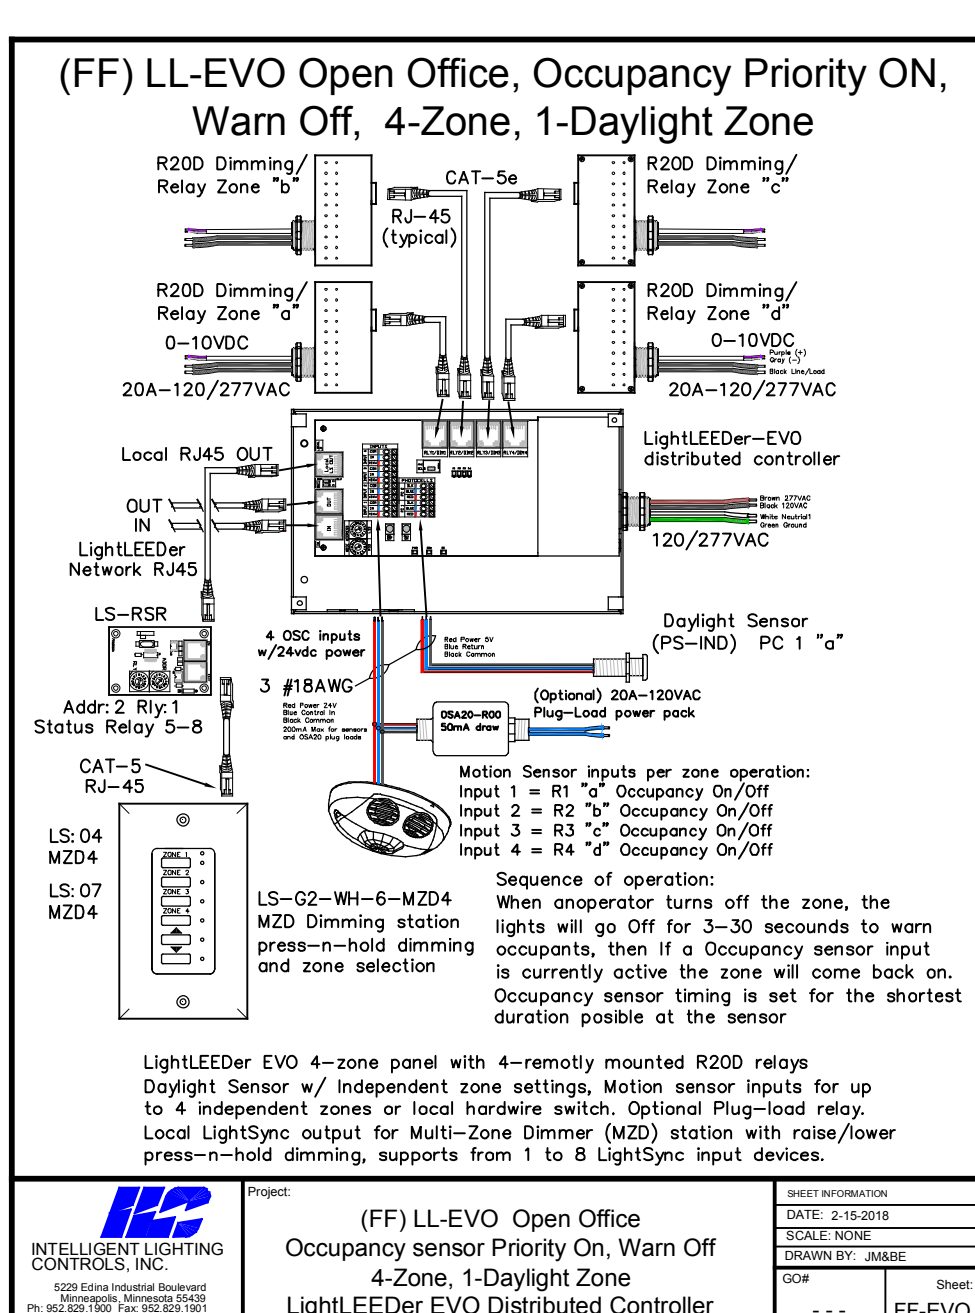 (FF) LL-EVO Open Office, Occupancy Priority ON,
Warn Off, 4-Zone, 1-Daylight Zone
R20D Dimming/
Relay Zone "b"
CAT-5e
RJ-45
(typical)
R20D Dimming/
Relay Zone "c"
R20D Dimming/
Relay Zone "a"
0-10VDC
20A-120/277VAC
R20D Dimming/
Relay Zone "d"
0-10VDC
Purple (+)
Gray (-)
Black Line/Load
20A-120/277VAC
RLY1/DIM1 RLY2/DIM2 RLY3/DIM3 RLY4/DIM4
INPUTS
PHOTOCELLS
Local RJ45 OUT
Local
LS OUT
OUT
IN
OUT
IN
LightLEEDer
Network RJ45
LightLEEDer-EVO
distributed controller
Brown 277VAC
Black 120VAC
White Neutral1
Green Ground
120/277VAC
LS-RSR
Addr: 2 Rly: 1
Status Relay 5-8
CAT-5
RJ-45
4 OSC inputs
w/24vdc power
Red Power 5V
Blue Return
Black Common
3 #18AWG
Red Power 24V
Blue Control In
Black Common
200mA Max for sensors
and OSA20 plug loads
Daylight Sensor
(PS-IND) PC 1 "a"
(Optional) 20A-120VAC
Plug-Load power pack
OSA20-R00
50mA draw
Motion Sensor inputs per zone operation:
Input 1 = R1 "a" Occupancy On/Off
Input 2 = R2 "b" Occupancy On/Off
Input 3 = R3 "c" Occupancy On/Off
Input 4 = R4 "d" Occupancy On/Off
LS: 04
MZD4
LS: 07
MZD4
ZONE 1
ZONE 2
ZONE 3
ZONE 4
LS-G2-WH-6-MZD4
MZD Dimming station
press-n-hold dimming
and zone selection
Sequence of operation:
When anoperator turns off the zone, the
lights will go Off for 3-30 secounds to warn
occupants, then If a Occupancy sensor input
is currently active the zone will come back on.
Occupancy sensor timing is set for the shortest
duration posible at the sensor
LightLEEDer EVO 4-zone panel with 4-remotly mounted R20D relays
Daylight Sensor w/ Independent zone settings, Motion sensor inputs for up
to 4 independent zones or local hardwire switch. Optional Plug-load relay.
Local LightSync output for Multi-Zone Dimmer (MZD) station with raise/lower
press-n-hold dimming, supports from 1 to 8 LightSync input devices.
ILC
INTELLIGENT LIGHTING
CONTROLS, INC.
5229 Edina Industrial Boulevard
Minneapolis, Minnesota 55439
Ph: 952.829.1900 Fax: 952.829.1901
Project:
(FF) LL-EVO Open Office
Occupancy sensor Priority On, Warn Off
4-Zone, 1-Daylight Zone
LightLEEDer EVO Distributed Controller
SHEET INFORMATION
DATE: 2-15-2018
SCALE: NONE
DRAWN BY: JM&BE
GO#
- - -
Sheet:
FF-EVO